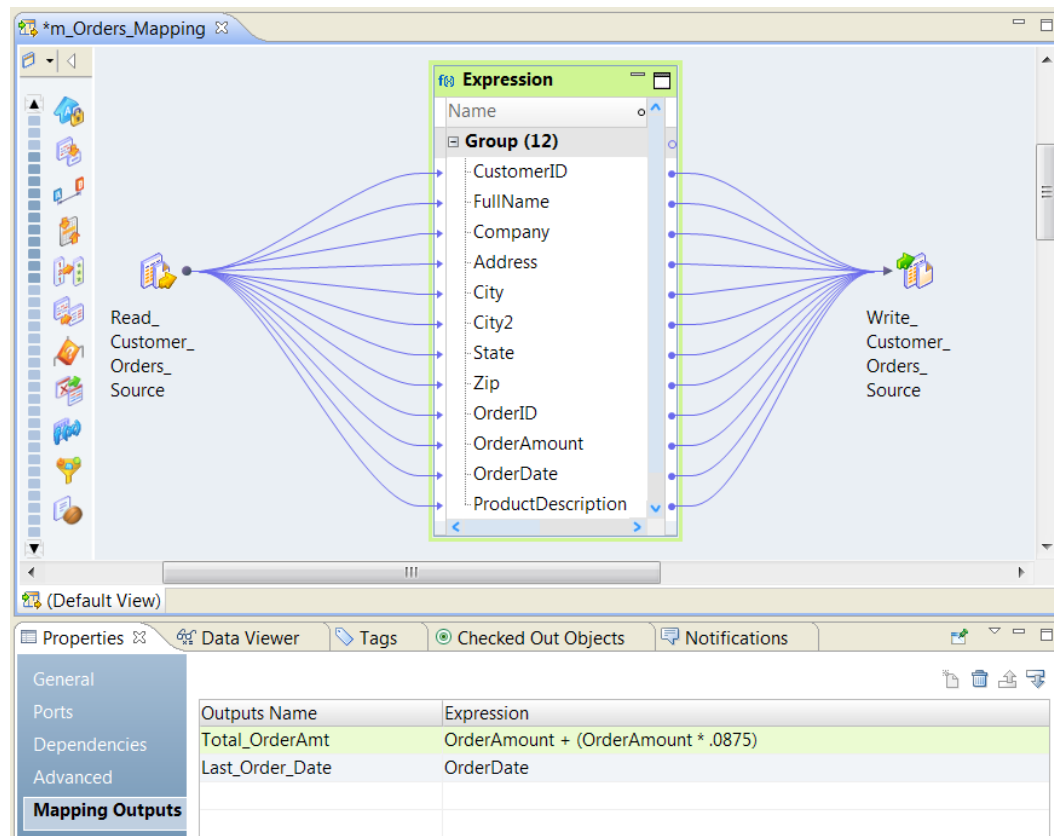 *m_Orders_Mapping
f(x) Expression
Name
Group (12)
CustomerID
FullName
Company
Address
City
City2
State
Zip
OrderID
OrderAmount
OrderDate
ProductDescription
Read_
Customer_
Orders_
Source
Write_
Customer_
Orders_
Source
(Default View)
Properties Data Viewer Tags Checked Out Objects Notifications
General
Ports
Dependencies
Advanced
Mapping Outputs
Outputs Name Expression
Total_OrderAmt OrderAmount + (OrderAmount * .0875)
Last_Order_Date OrderDate